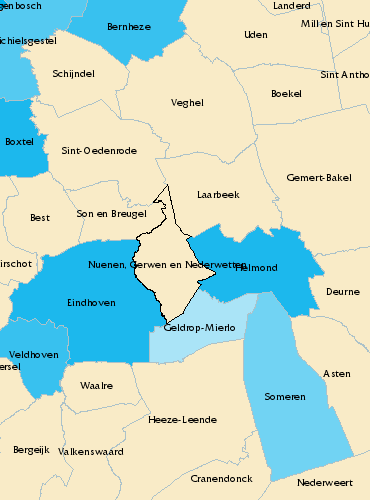 genbosch
Landerd
Bernheze
Mill en Sint Hu
Uden
ichielsgestel
Schijndel
Sint Antho
Boekel
Veghel
Boxtel
Sint-Oedenrode
Gemert-Bakel
Laarbeek
Best
Son en Breugel
irschot
Nuenen, Gerwen en Nederwetten
Helmond
Deurne
Eindhoven
Geldrop-Mierlo
Veldhoven
ersel
Asten
Waalre
Someren
Heeze-Leende
Bergeijk
Valkenswaard
Cranendonck
Nederweert